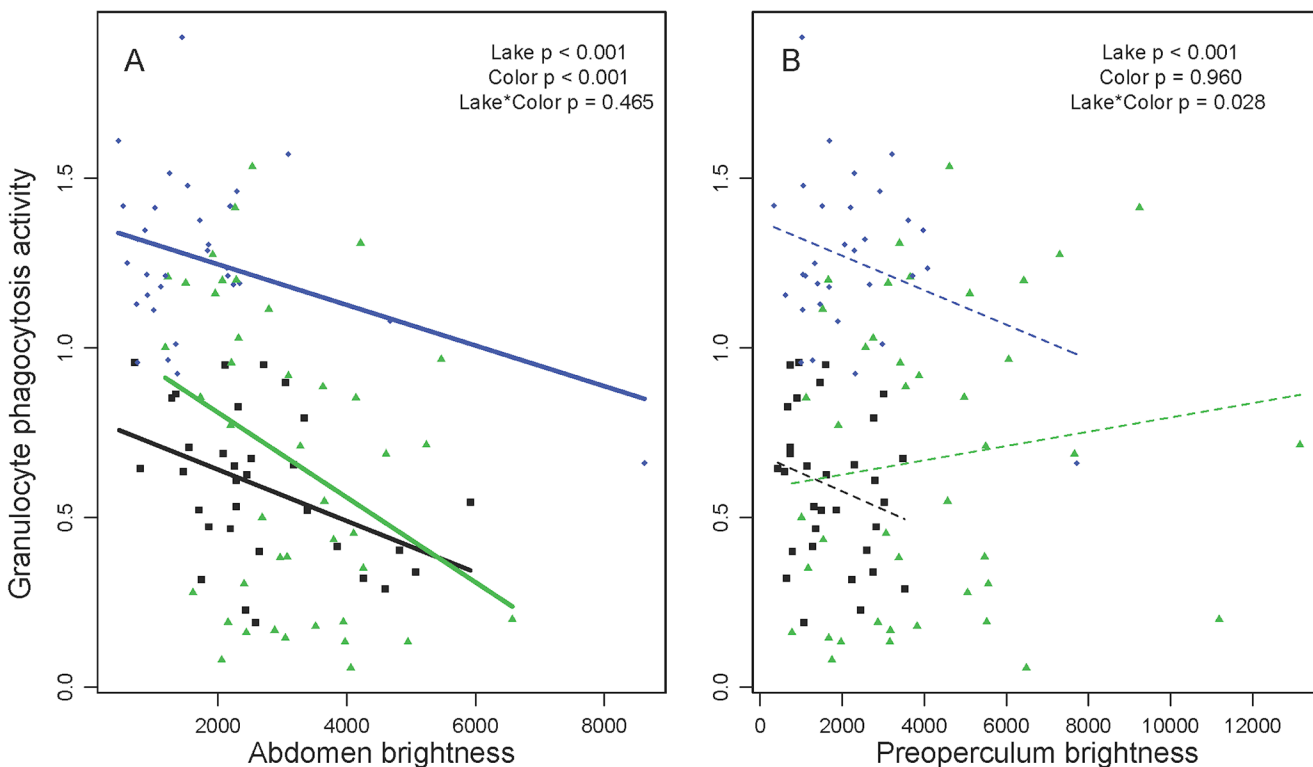 A
Lake p < 0.001
Color p < 0.001
Lake*Color p = 0.465
Granulocyte phagocytosis activity
1.5
1.0
0.5
0.0
2000 4000 6000 8000
Abdomen brightness
B
Lake p < 0.001
Color p = 0.960
Lake*Color p = 0.028
1.5
1.0
0.5
0.0
0 2000 4000 6000 8000 10000 12000
Preoperculum brightness